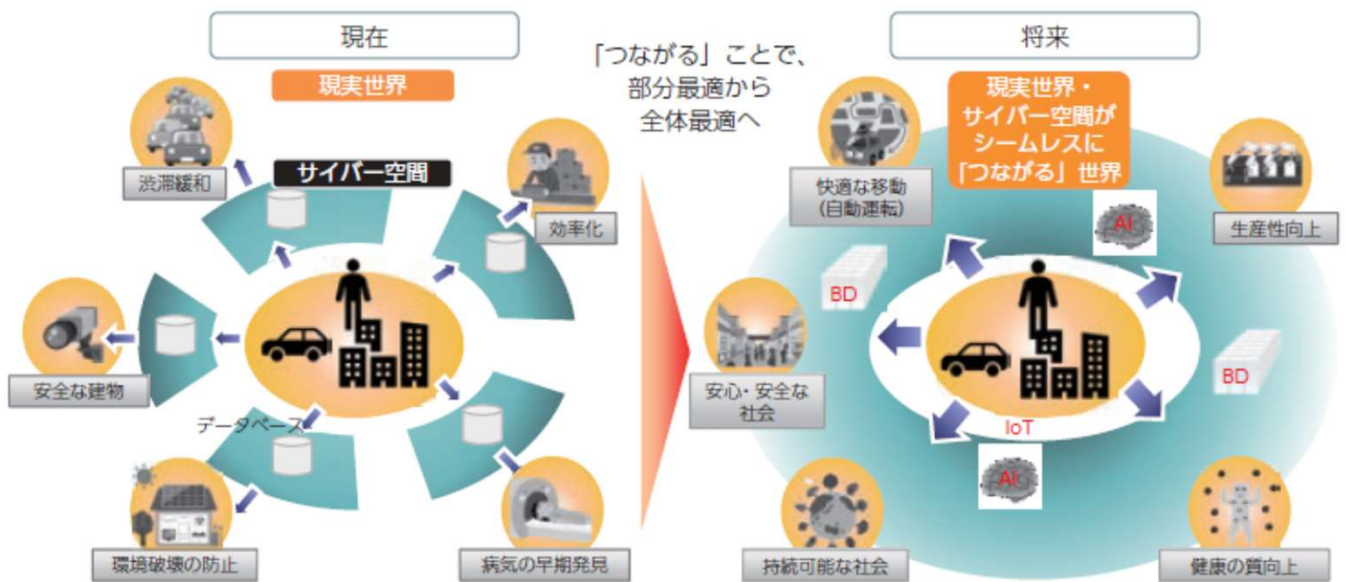 現在
現実世界
サイバー空間
渋滞緩和
効率化
安全な建物
データベース
環境破壊の防止
病気の早期発見
「つながる」ことで、
部分最適から
全体最適へ
将来
現実世界・
サイバー空間が
シームレスに
「つながる」世界
快適な移動
(自動運転)
AI
生産性向上
BD
安心・安全な
社会
BD
IoT
AI
持続可能な社会
健康の質向上